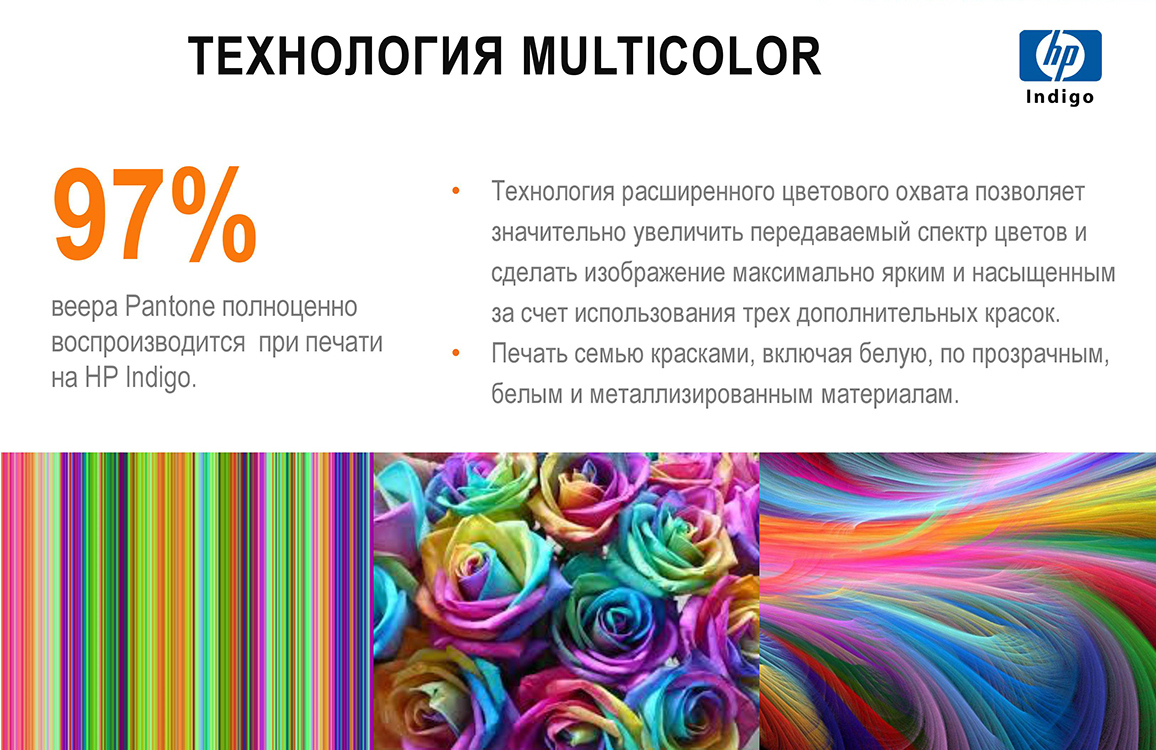 ТЕХНОЛОГИЯ MULTICOLOR
hp
Indigo
97%
веера Pantone полноценно
воспроизводится при печати
на HP Indigo.
• Технология расширенного цветового охвата позволяет
значительно увеличить передаваемый спектр цветов и
сделать изображение максимально ярким и насыщенным
за счет использования трех дополнительных красок.
• Печать семью красками, включая белую, по прозрачным,
белым и металлизированным материалам.